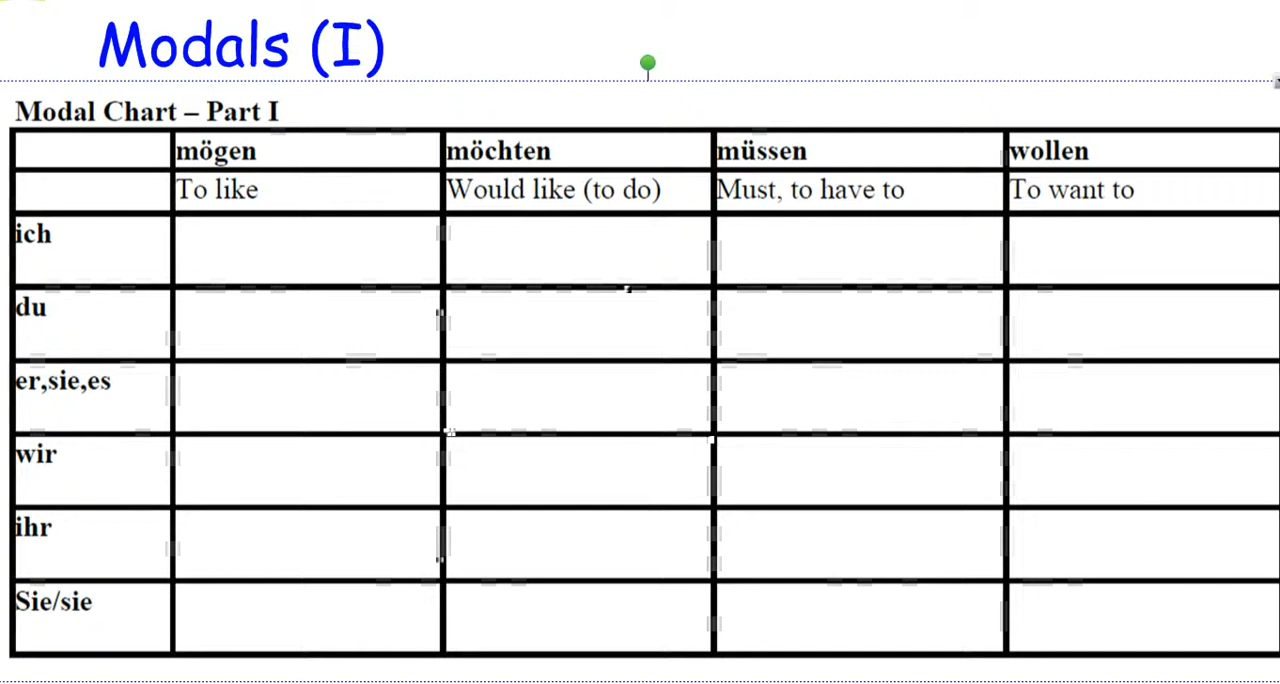 Modals (I)
Modal Chart – Part I
mögen möchten müssen wollen
To like Would like (to do) Must, to have to To want to
ich
du
er,sie,es
wir
ihr
Sie/sie